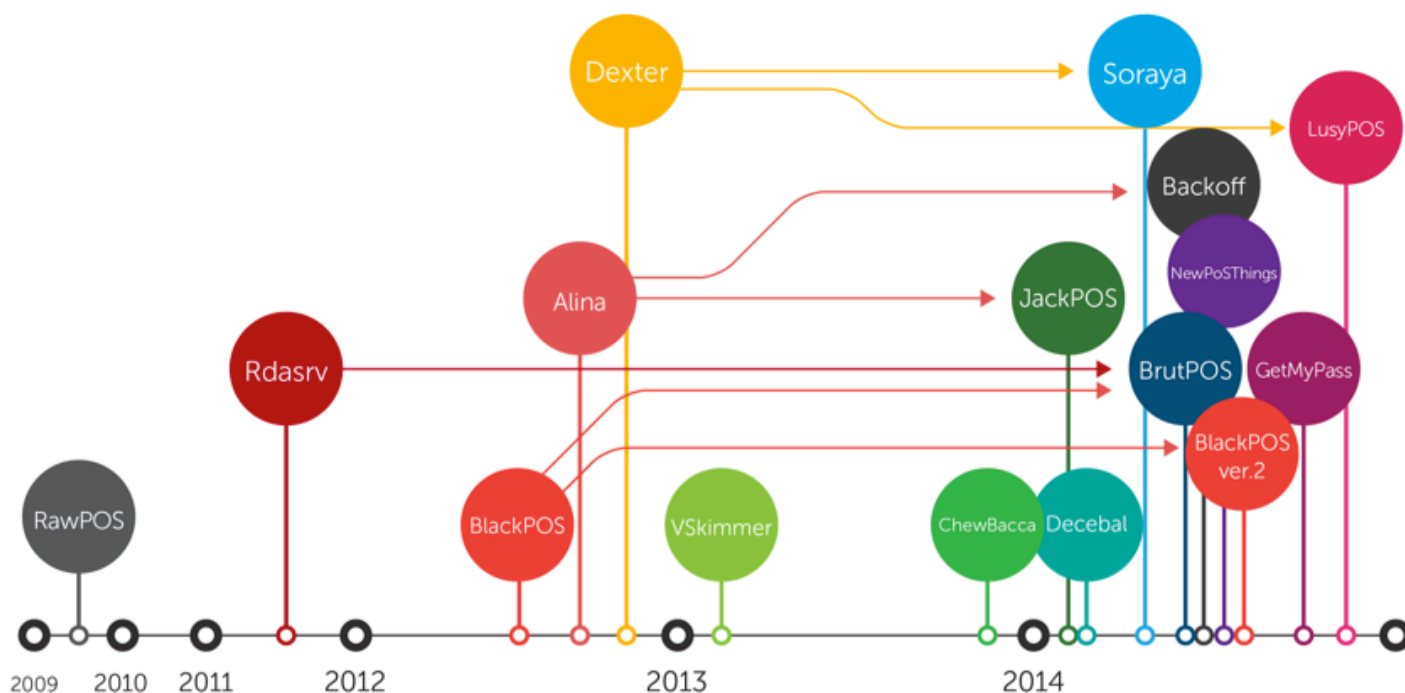 Dexter
Soraya
LusyPOS
Backoff
NewPoSThings
Alina
JackPOS
Rdasrv
BrutPOS
GetMyPass
BlackPOS
ver.2
RawPOS
BlackPOS
VSkimmer
ChewBacca
Decebal
2009
2010
2011
2012
2013
2014